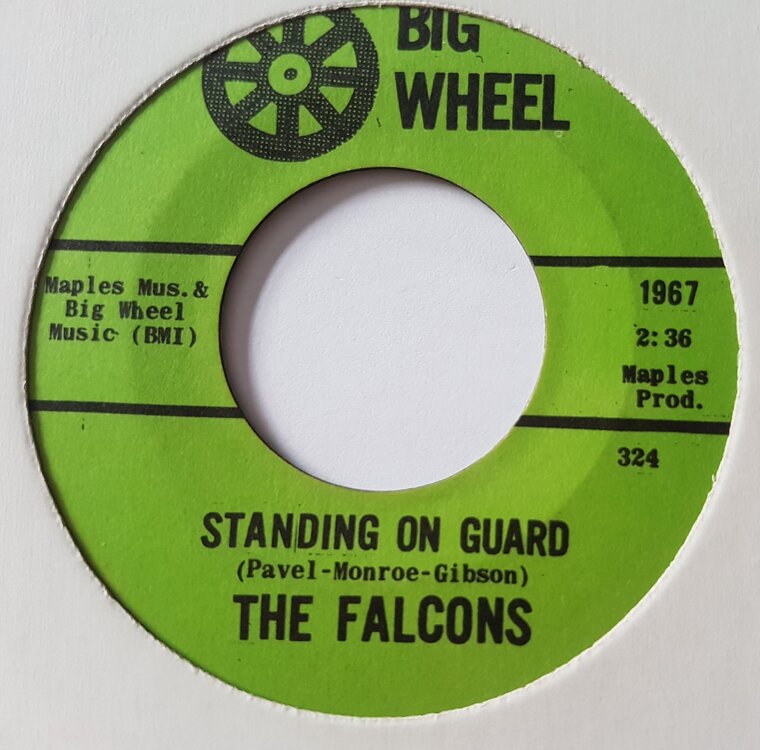 BIG
WHEEL
Maples Mus.&
Big Wheel
Music (BMI)
1967
2:36
Maples
Prod.
324
STANDING ON GUARD
(Pavel-Monroe-Gibson)
THE FALCONS